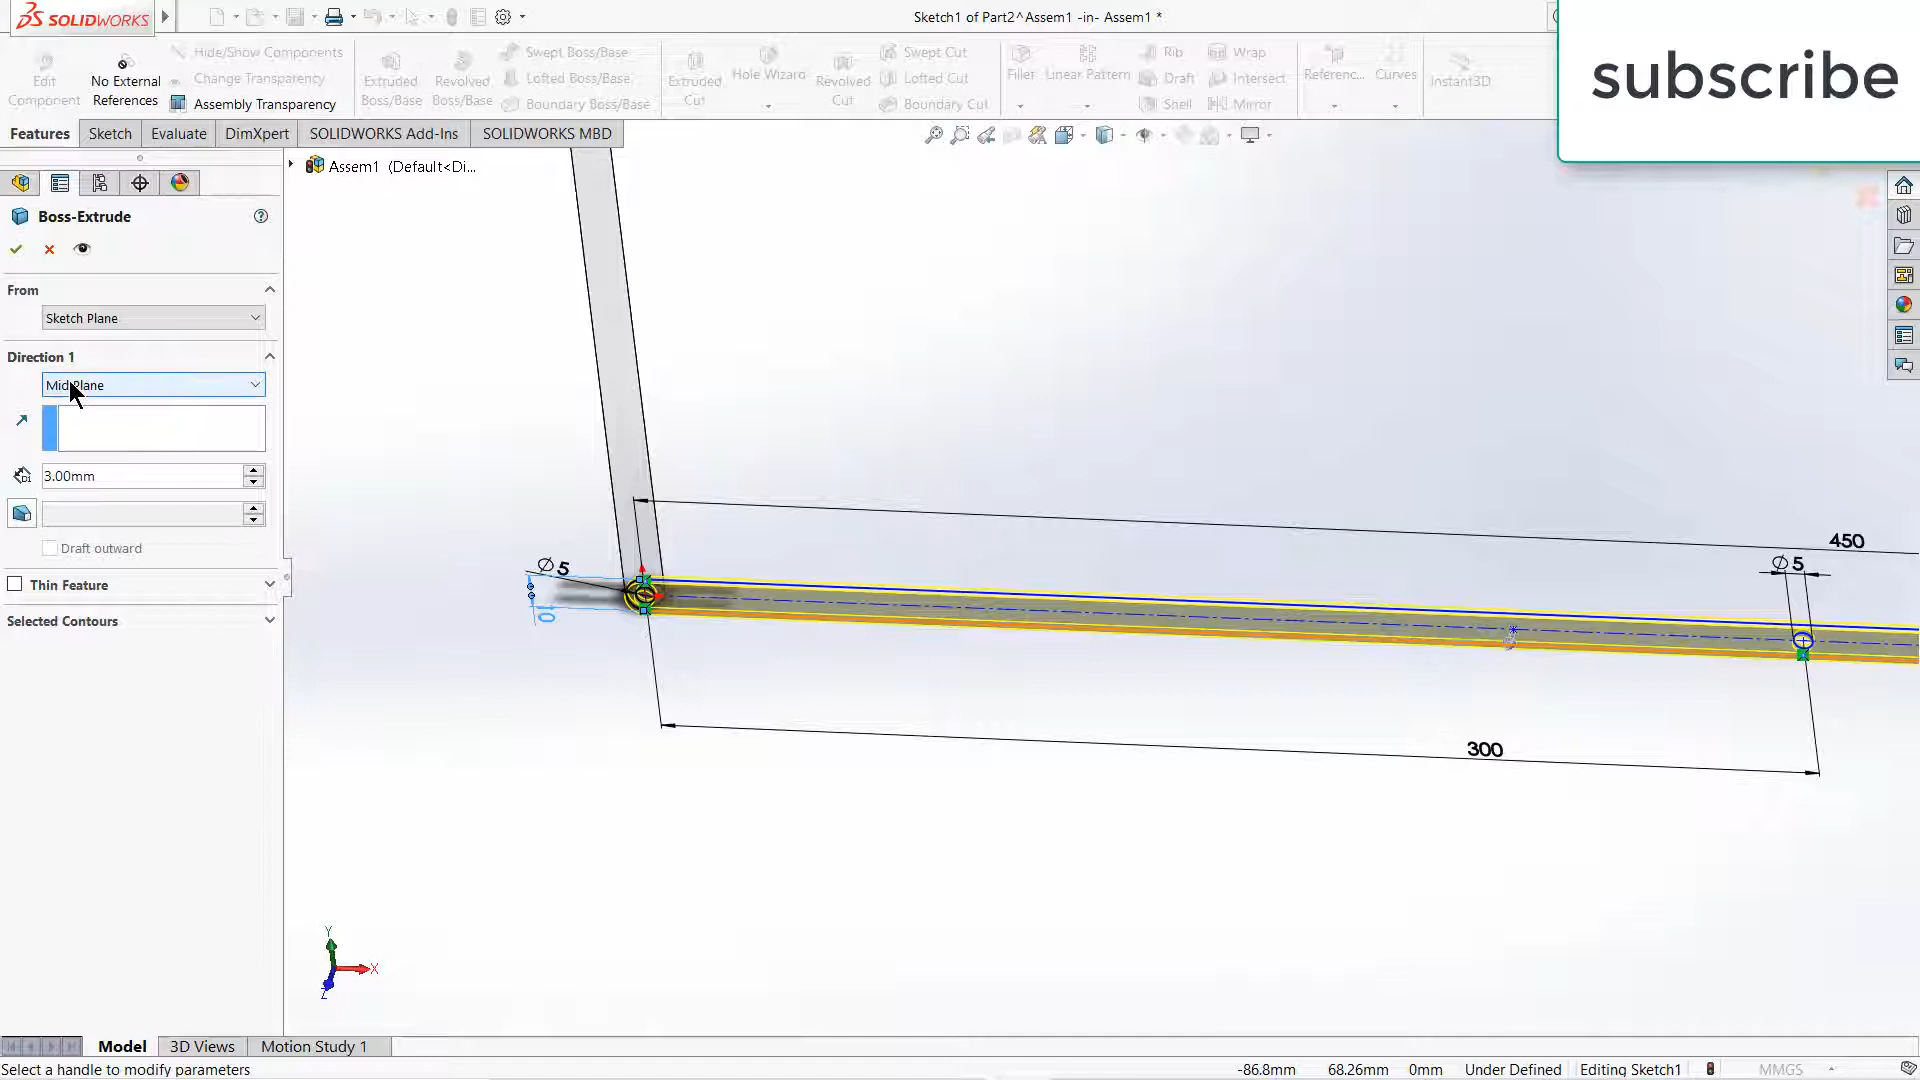 SOLIDWORKS
Sketch1 of Part2^Assem1 -in- Assem1 *
subscribe
Edit Component
No External References
Hide/Show Components
Change Transparency
Assembly Transparency
Extruded Boss/Base
Revolved Boss/Base
Swept Boss/Base
Lofted Boss/Base
Boundary Boss/Base
Extruded Cut
Hole Wizard
Revolved Cut
Swept Cut
Lofted Cut
Boundary Cut
Fillet
Linear Pattern
Rib
Draft
Shell
Wrap
Intersect
Mirror
Referenc...
Curves
Instant3D
Features
Sketch
Evaluate
DimXpert
SOLIDWORKS Add-Ins
SOLIDWORKS MBD
Assem1 (Default<Di...
Boss-Extrude
From
Sketch Plane
Direction 1
Mid Plane
3.00mm
Draft outward
Thin Feature
Selected Contours
450
∅ 5
∅ 5
10
300
Y
X
Z
Model
3D Views
Motion Study 1
Select a handle to modify parameters
-86.8mm
68.26mm
0mm
Under Defined
Editing Sketch1
MMGS